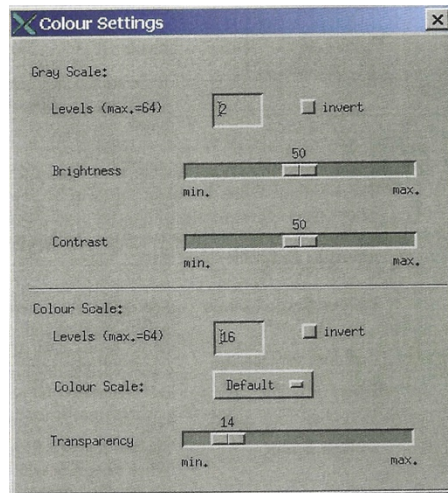 Colour Settings
Gray Scale:
Levels (max.=64) 2 invert
50
Brightness
min. max.
50
Contrast
min. max.
Colour Scale:
Levels (max.=64) 16 invert
Colour Scale: Default
14
Transparency
min. max.